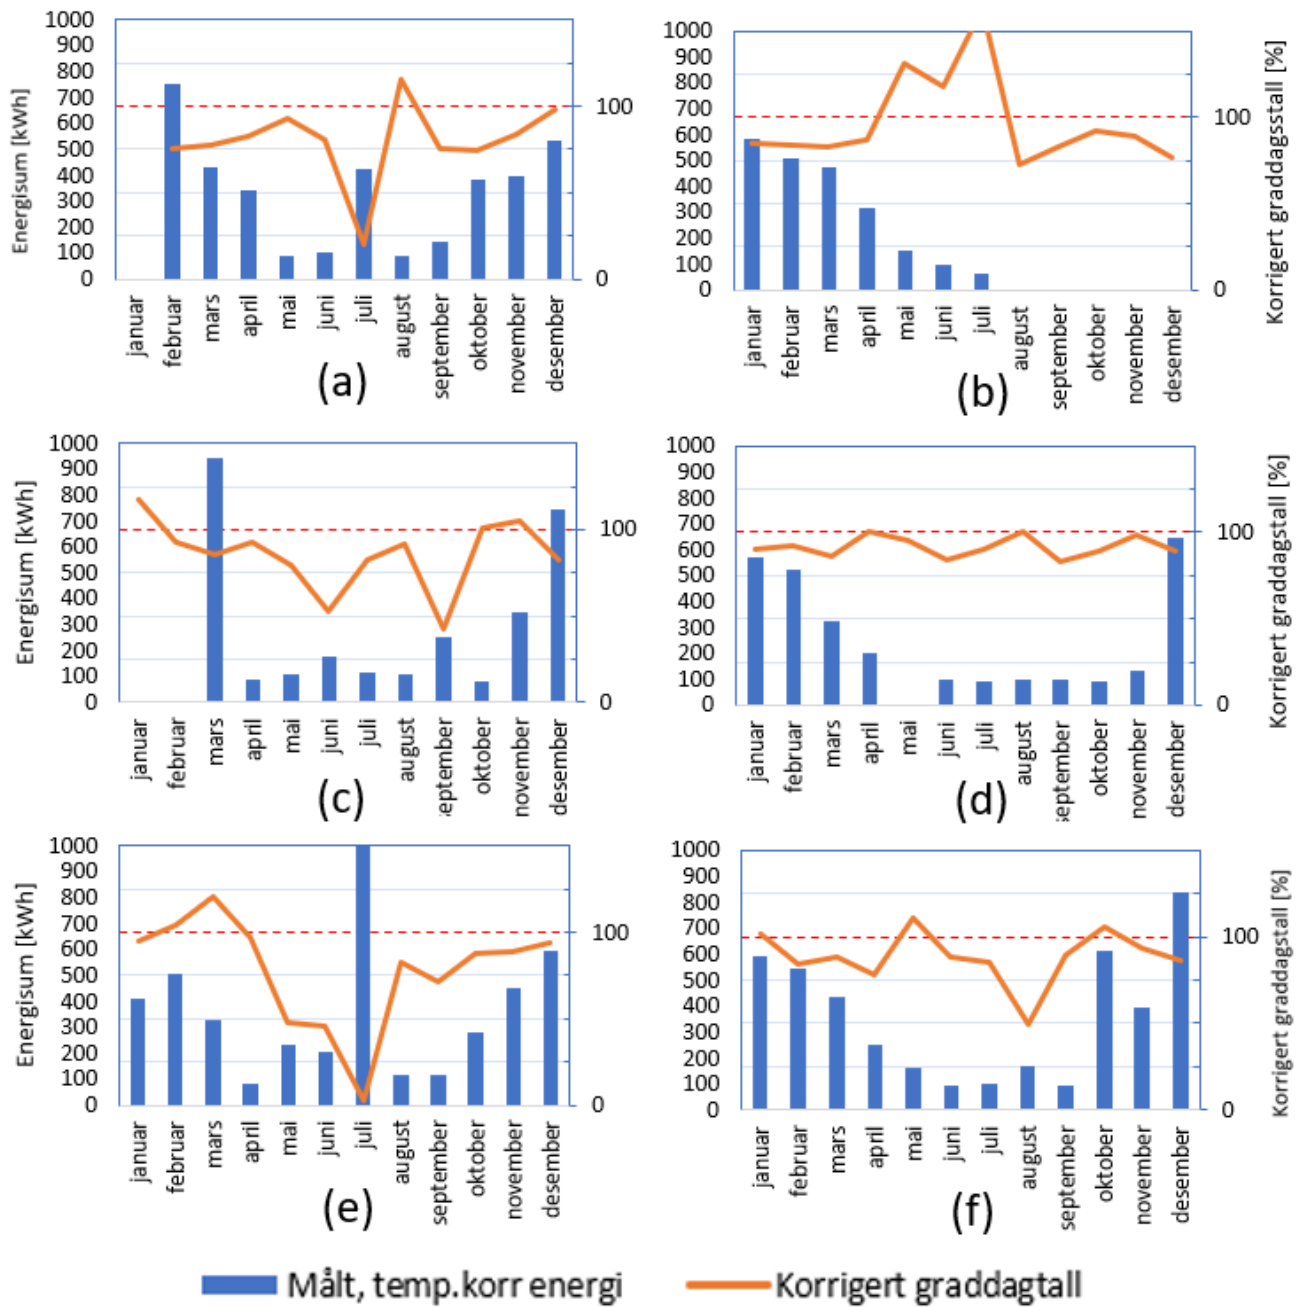 Energisum [kWh]
1000
900
800
700
600
500
400
300
200
100
0
100
0
januar
februar
mars
april
mai
juni
juli
august
september
oktober
november
desember
(a)
1000
900
800
700
600
500
400
300
200
100
0
100
0
Korrigert graddagsstall [%]
januar
februar
mars
april
mai
juni
juli
august
september
oktober
november
desember
(b)
Energisum [kWh]
1000
900
800
700
600
500
400
300
200
100
0
100
0
januar
februar
mars
april
mai
juni
juli
august
september
oktober
november
desember
(c)
1000
900
800
700
600
500
400
300
200
100
0
100
0
Korrigert graddagstall [%]
januar
februar
mars
april
mai
juni
juli
august
september
oktober
november
desember
(d)
Energisum [kWh]
1000
900
800
700
600
500
400
300
200
100
0
100
0
januar
februar
mars
april
mai
juni
juli
august
september
oktober
november
desember
(e)
1000
900
800
700
600
500
400
300
200
100
0
100
0
Korrigert graddagstall [%]
januar
februar
mars
april
mai
juni
juli
august
september
oktober
november
desember
(f)
Målt, temp.korr energi
Korrigert graddagtall